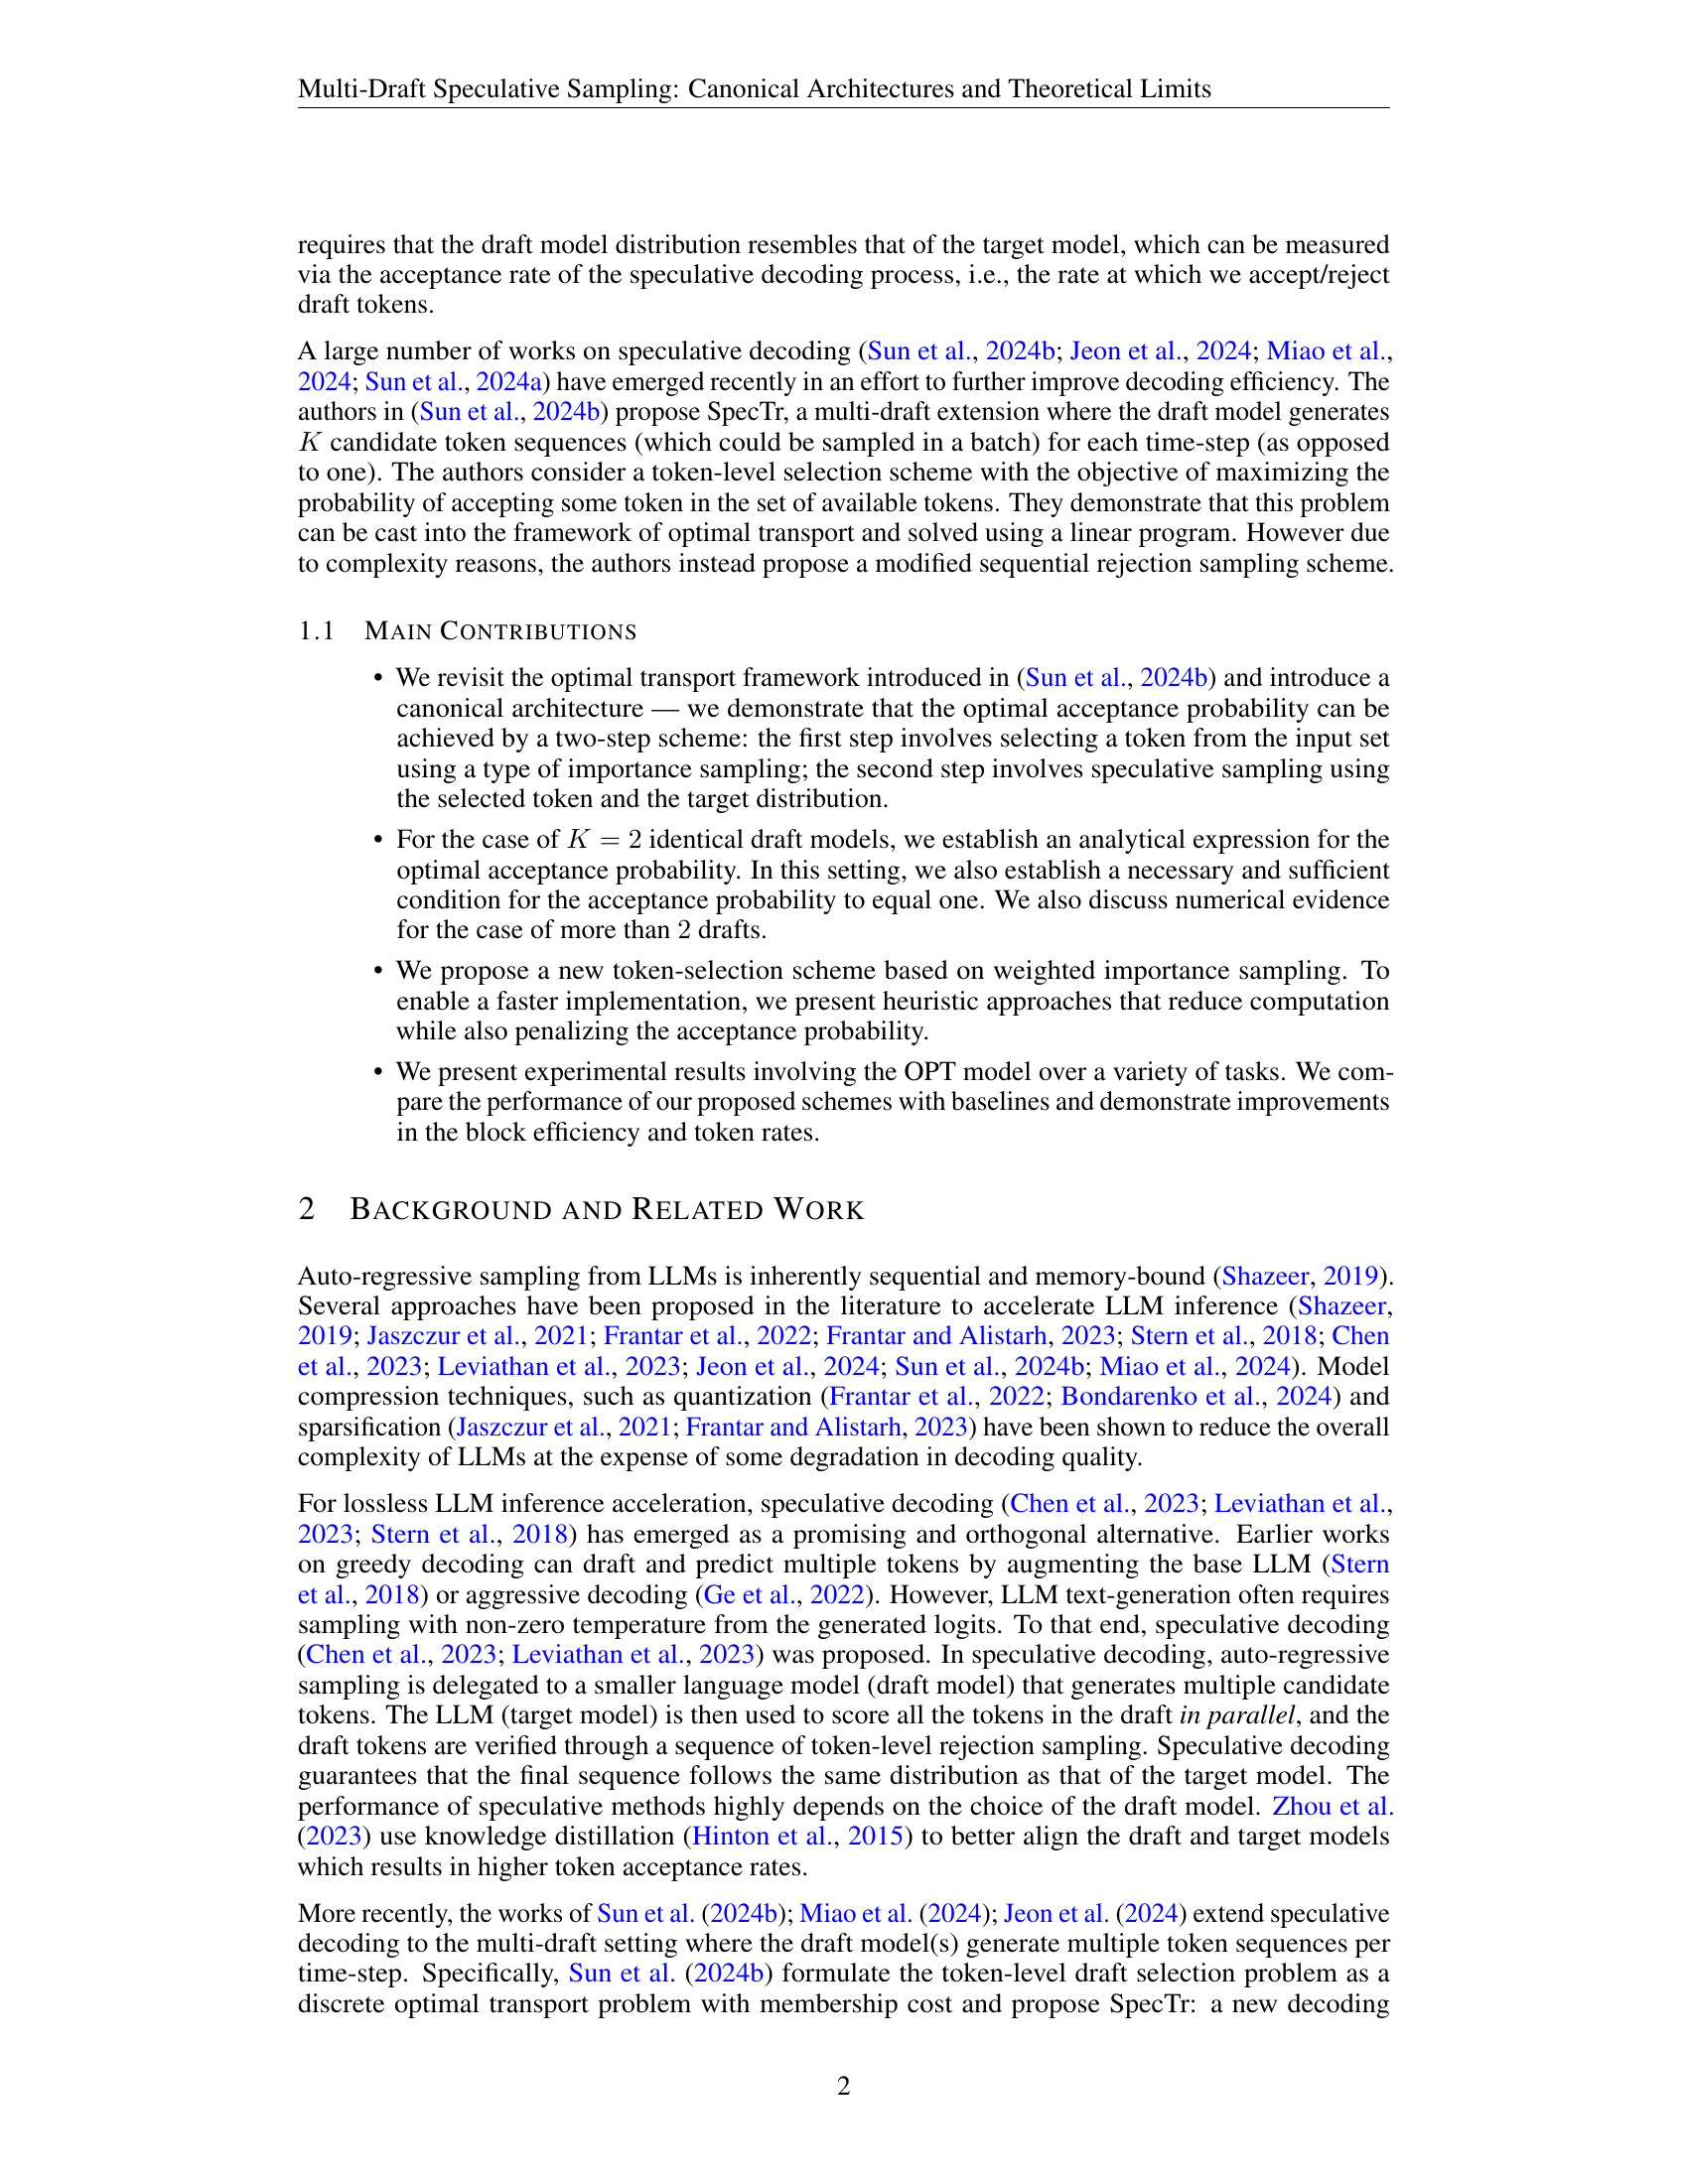 Multi-Draft Speculative Sampling: Canonical Architectures and Theoretical Limits
requires that the draft model distribution resembles that of the target model, which can be measured
via the acceptance rate of the speculative decoding process, i.e., the rate at which we accept/reject
draft tokens.
A large number of works on speculative decoding (Sun et al., 2024b; Jeon et al., 2024; Miao et al.,
2024; Sun et al., 2024a) have emerged recently in an effort to further improve decoding efficiency. The
authors in (Sun et al., 2024b) propose SpecTr, a multi-draft extension where the draft model generates
K candidate token sequences (which could be sampled in a batch) for each time-step (as opposed
to one). The authors consider a token-level selection scheme with the objective of maximizing the
probability of accepting some token in the set of available tokens. They demonstrate that this problem
can be cast into the framework of optimal transport and solved using a linear program. However due
to complexity reasons, the authors instead propose a modified sequential rejection sampling scheme.
1.1 MAIN CONTRIBUTIONS
• We revisit the optimal transport framework introduced in (Sun et al., 2024b) and introduce a
canonical architecture — we demonstrate that the optimal acceptance probability can be
achieved by a two-step scheme: the first step involves selecting a token from the input set
using a type of importance sampling; the second step involves speculative sampling using
the selected token and the target distribution.
• For the case of K = 2 identical draft models, we establish an analytical expression for the
optimal acceptance probability. In this setting, we also establish a necessary and sufficient
condition for the acceptance probability to equal one. We also discuss numerical evidence
for the case of more than 2 drafts.
• We propose a new token-selection scheme based on weighted importance sampling. To
enable a faster implementation, we present heuristic approaches that reduce computation
while also penalizing the acceptance probability.
• We present experimental results involving the OPT model over a variety of tasks. We com-
pare the performance of our proposed schemes with baselines and demonstrate improvements
in the block efficiency and token rates.
2 BACKGROUND AND RELATED WORK
Auto-regressive sampling from LLMs is inherently sequential and memory-bound (Shazeer, 2019).
Several approaches have been proposed in the literature to accelerate LLM inference (Shazeer,
2019; Jaszczur et al., 2021; Frantar et al., 2022; Frantar and Alistarh, 2023; Stern et al., 2018; Chen
et al., 2023; Leviathan et al., 2023; Jeon et al., 2024; Sun et al., 2024b; Miao et al., 2024). Model
compression techniques, such as quantization (Frantar et al., 2022; Bondarenko et al., 2024) and
sparsification (Jaszczur et al., 2021; Frantar and Alistarh, 2023) have been shown to reduce the overall
complexity of LLMs at the expense of some degradation in decoding quality.
For lossless LLM inference acceleration, speculative decoding (Chen et al., 2023; Leviathan et al.,
2023; Stern et al., 2018) has emerged as a promising and orthogonal alternative. Earlier works
on greedy decoding can draft and predict multiple tokens by augmenting the base LLM (Stern
et al., 2018) or aggressive decoding (Ge et al., 2022). However, LLM text-generation often requires
sampling with non-zero temperature from the generated logits. To that end, speculative decoding
(Chen et al., 2023; Leviathan et al., 2023) was proposed. In speculative decoding, auto-regressive
sampling is delegated to a smaller language model (draft model) that generates multiple candidate
tokens. The LLM (target model) is then used to score all the tokens in the draft in parallel, and the
draft tokens are verified through a sequence of token-level rejection sampling. Speculative decoding
guarantees that the final sequence follows the same distribution as that of the target model. The
performance of speculative methods highly depends on the choice of the draft model. Zhou et al.
(2023) use knowledge distillation (Hinton et al., 2015) to better align the draft and target models
which results in higher token acceptance rates.
More recently, the works of Sun et al. (2024b); Miao et al. (2024); Jeon et al. (2024) extend speculative
decoding to the multi-draft setting where the draft model(s) generate multiple token sequences per
time-step. Specifically, Sun et al. (2024b) formulate the token-level draft selection problem as a
discrete optimal transport problem with membership cost and propose SpecTr: a new decoding
2